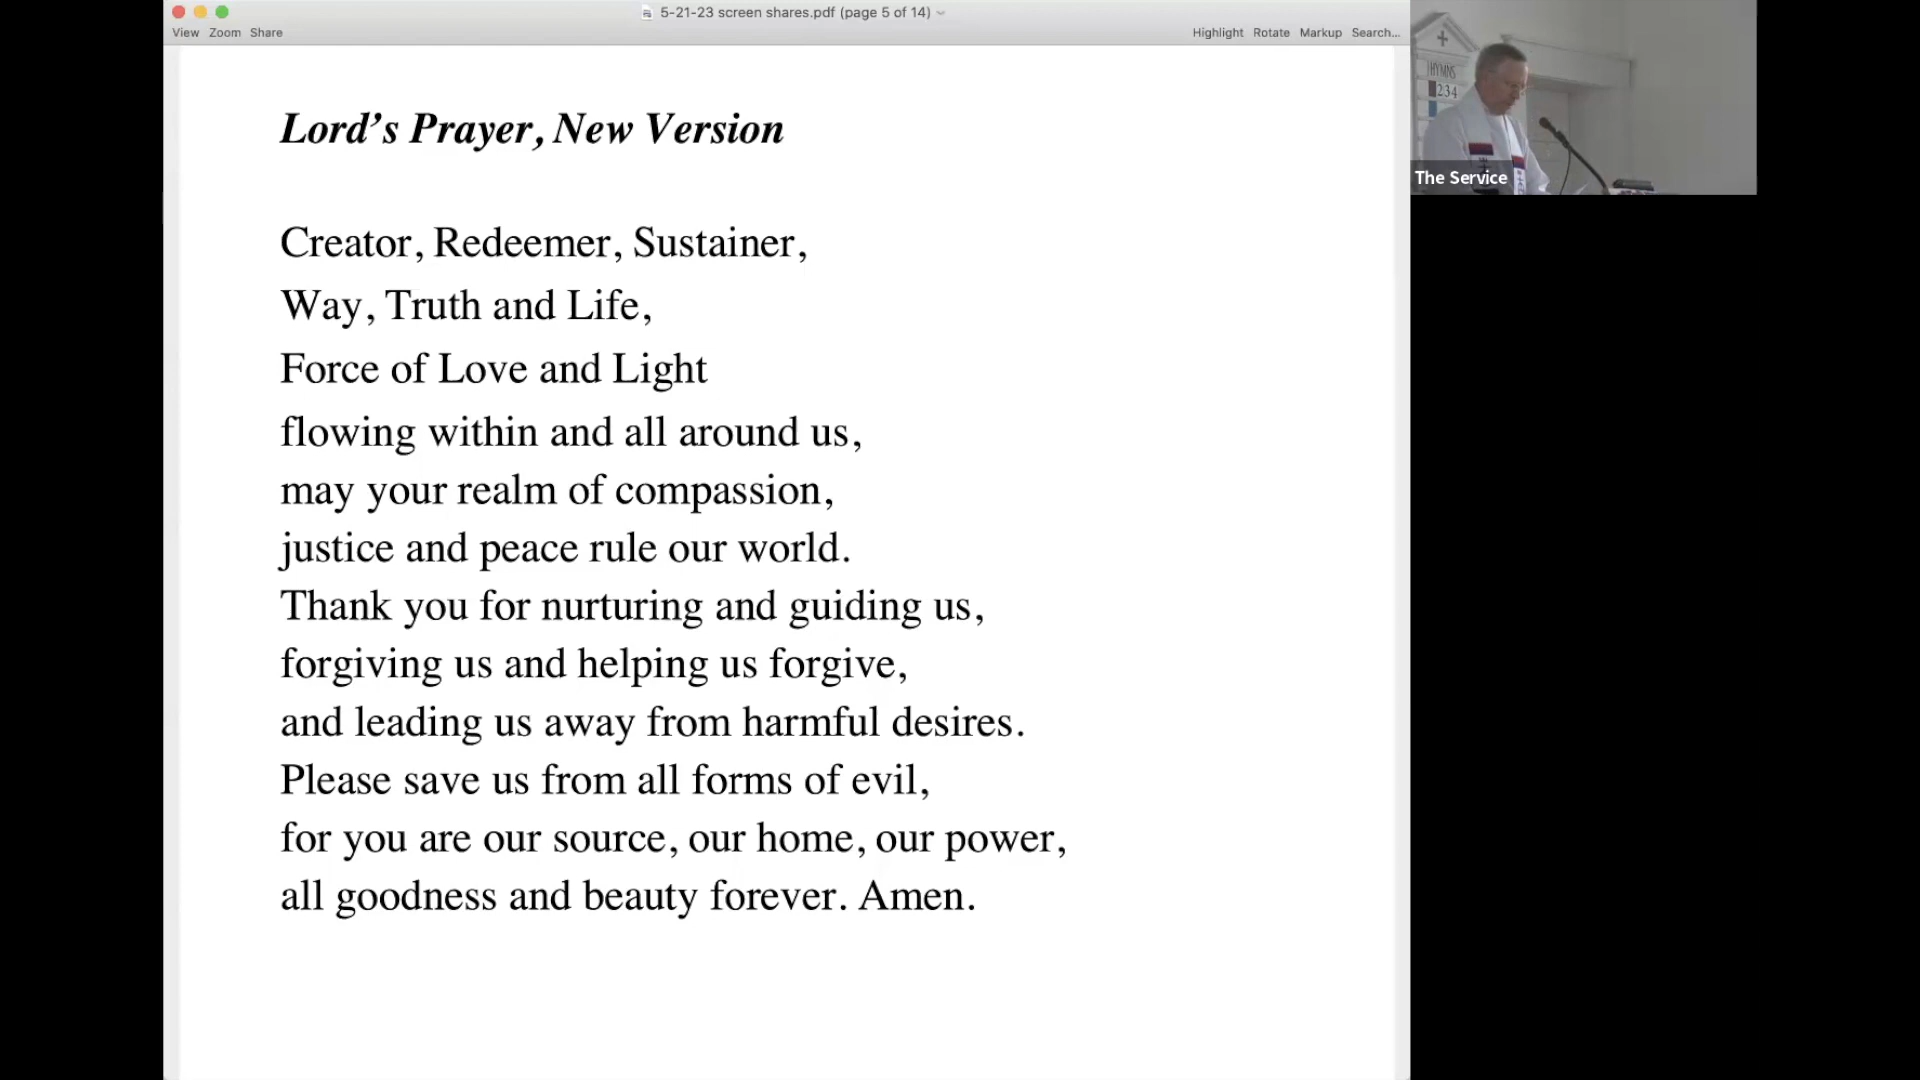 5-21-23 screen shares.pdf (page 5 of 14)
View Zoom Share
Highlight Rotate Markup Search...
Lord’s Prayer, New Version
Creator, Redeemer, Sustainer,
Way, Truth and Life,
Force of Love and Light
flowing within and all around us,
may your realm of compassion,
justice and peace rule our world.
Thank you for nurturing and guiding us,
forgiving us and helping us forgive,
and leading us away from harmful desires.
Please save us from all forms of evil,
for you are our source, our home, our power,
all goodness and beauty forever. Amen.
HYMNS
234
The Service